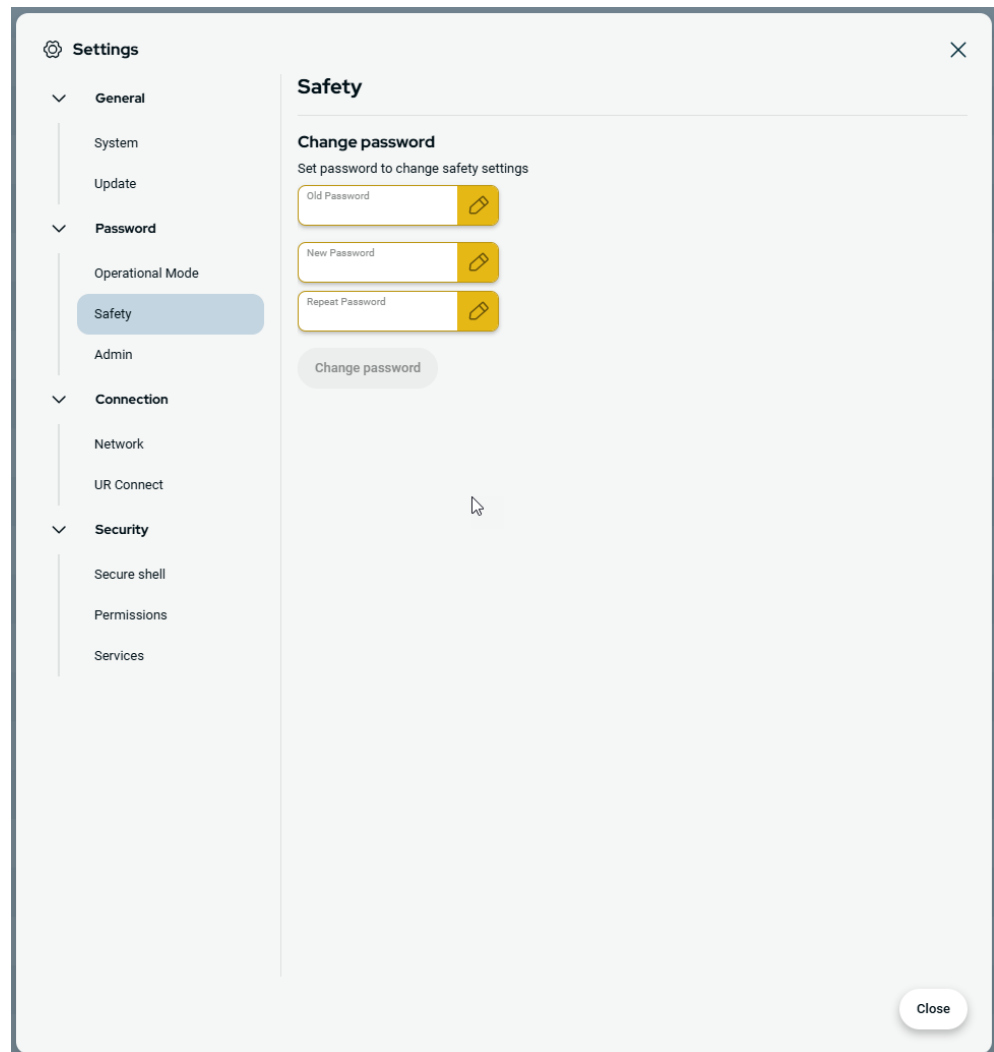 Settings
General
System
Update
Password
Operational Mode
Safety
Admin
Connection
Network
UR Connect
Security
Secure shell
Permissions
Services
Safety
Change password
Set password to change safety settings
Old Password
New Password
Repeat Password
Change password
Close